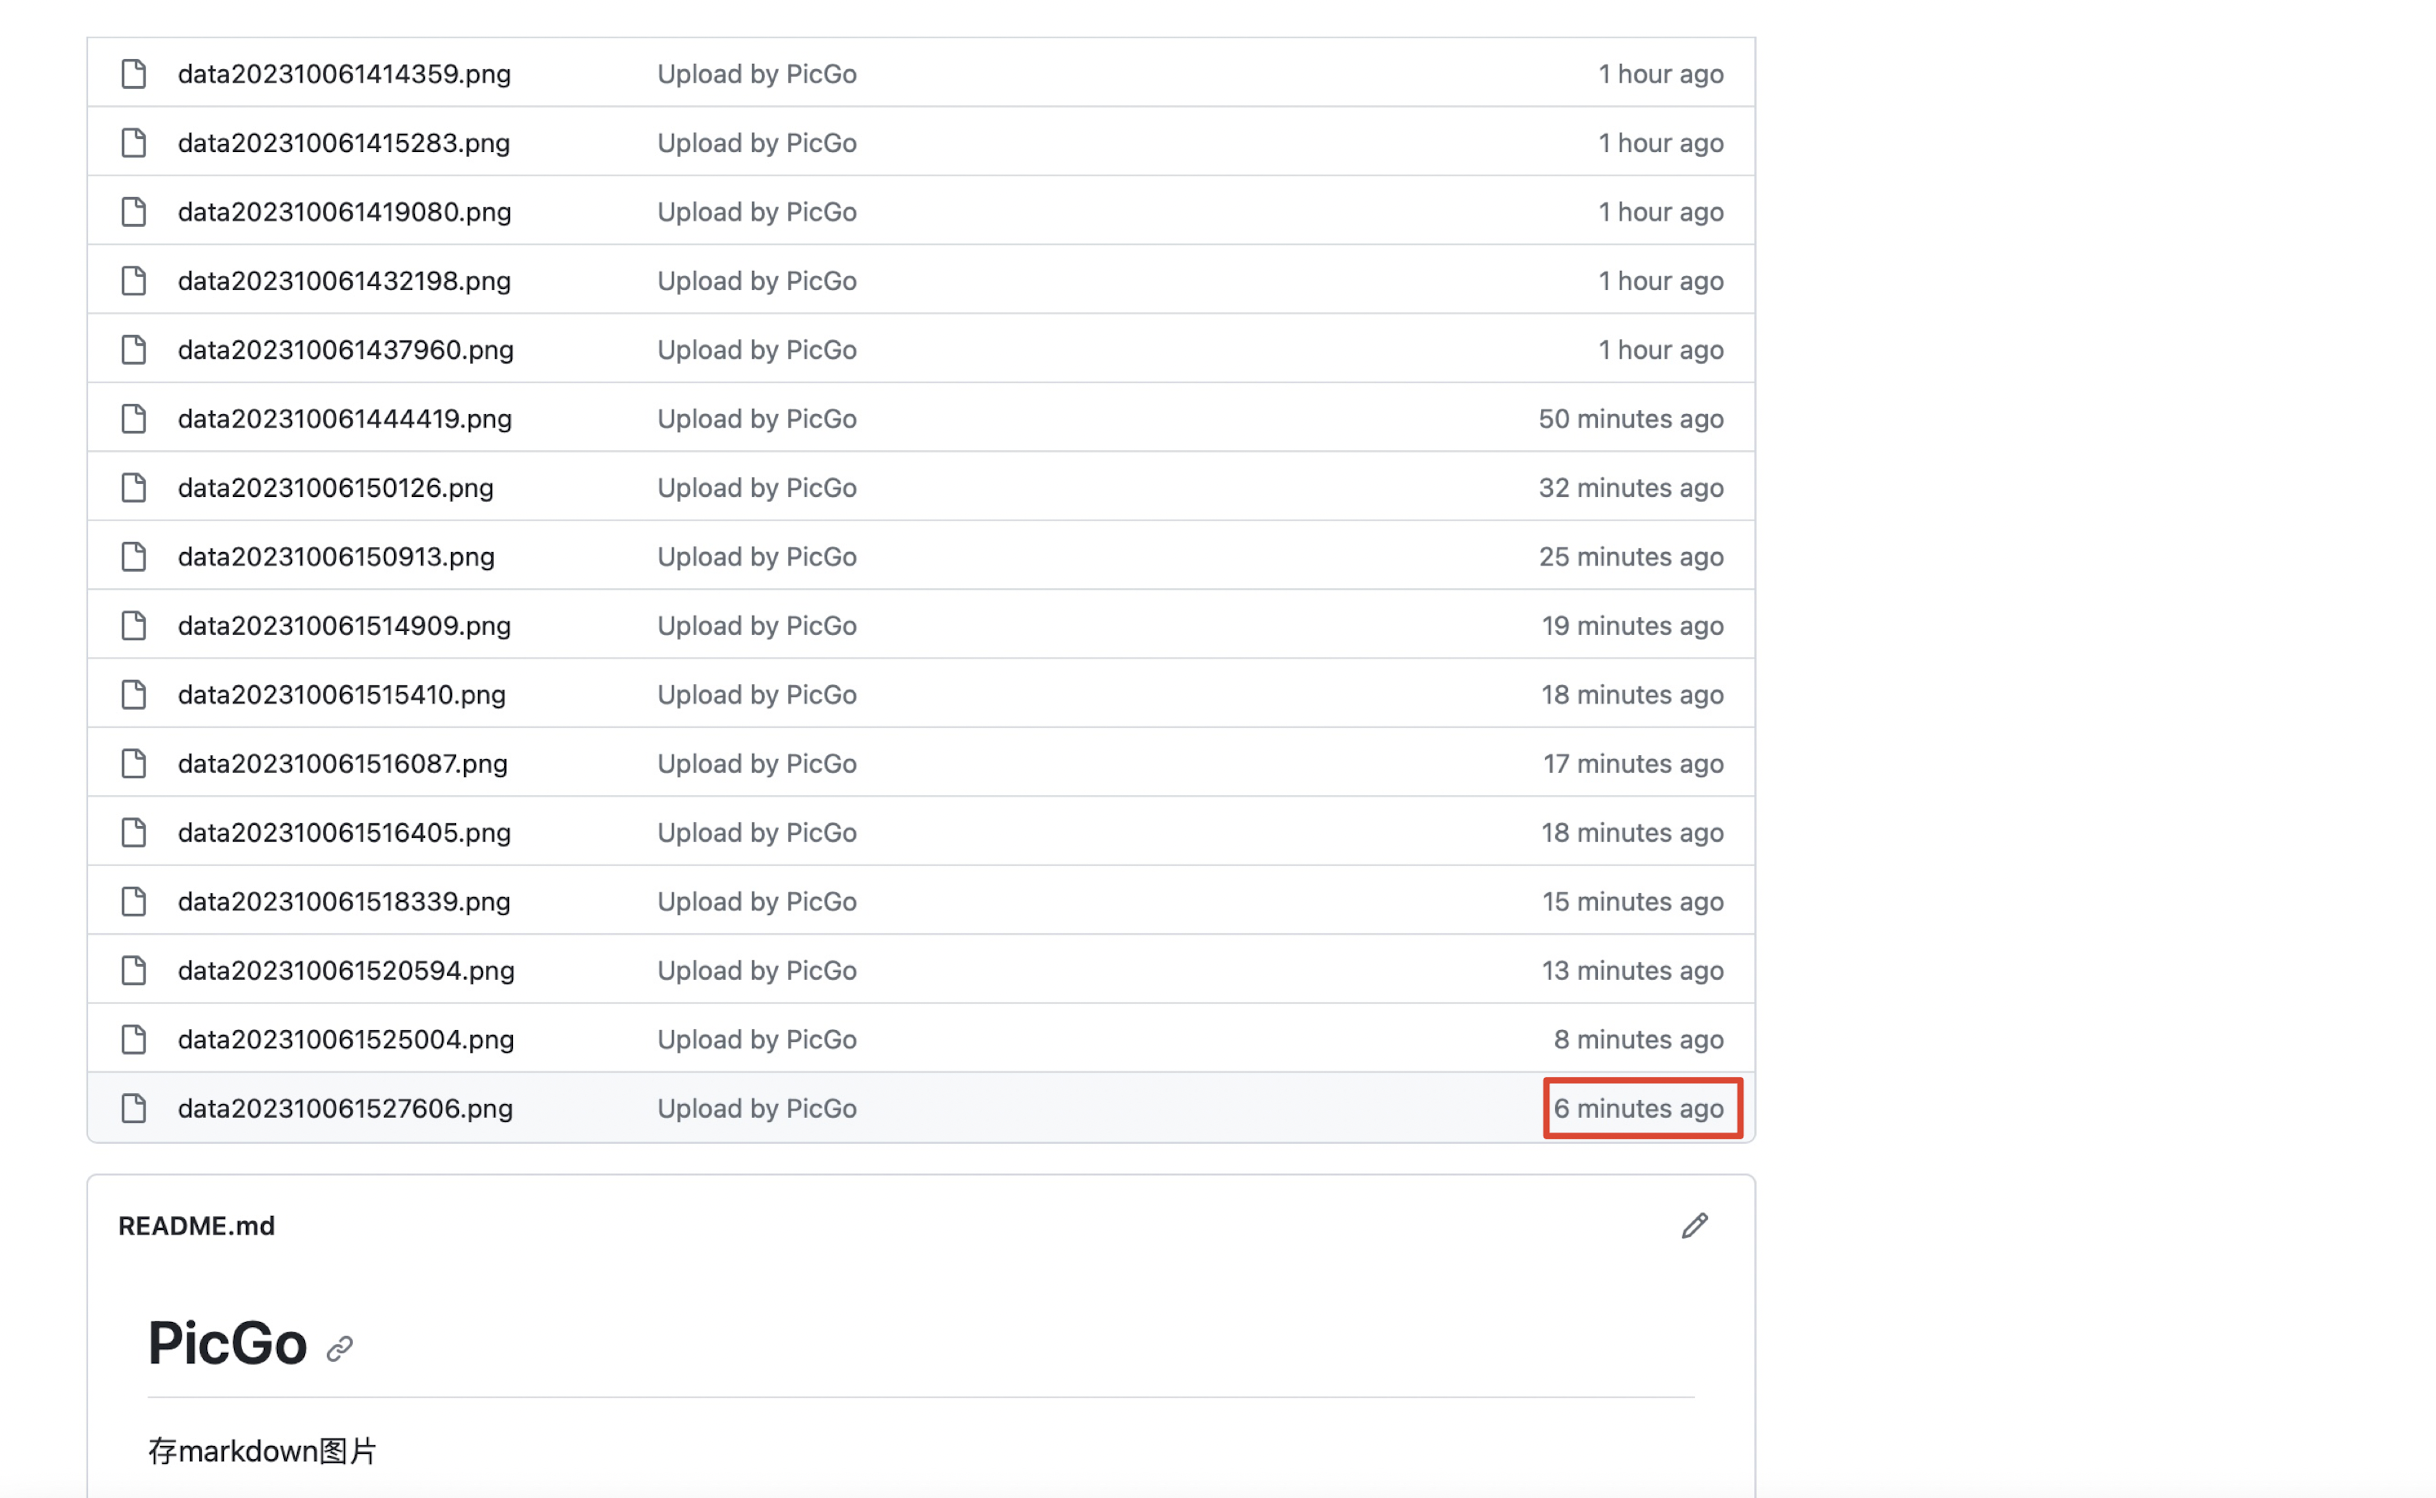 data202310061414359.png Upload by PicGo 1 hour ago
data202310061415283.png Upload by PicGo 1 hour ago
data202310061419080.png Upload by PicGo 1 hour ago
data202310061432198.png Upload by PicGo 1 hour ago
data202310061437960.png Upload by PicGo 1 hour ago
data202310061444419.png Upload by PicGo 50 minutes ago
data20231006150126.png Upload by PicGo 32 minutes ago
data20231006150913.png Upload by PicGo 25 minutes ago
data202310061514909.png Upload by PicGo 19 minutes ago
data202310061515410.png Upload by PicGo 18 minutes ago
data202310061516087.png Upload by PicGo 17 minutes ago
data202310061516405.png Upload by PicGo 18 minutes ago
data202310061518339.png Upload by PicGo 15 minutes ago
data202310061520594.png Upload by PicGo 13 minutes ago
data202310061525004.png Upload by PicGo 8 minutes ago
data202310061527606.png Upload by PicGo 6 minutes ago
README.md
PicGo
存markdown图片